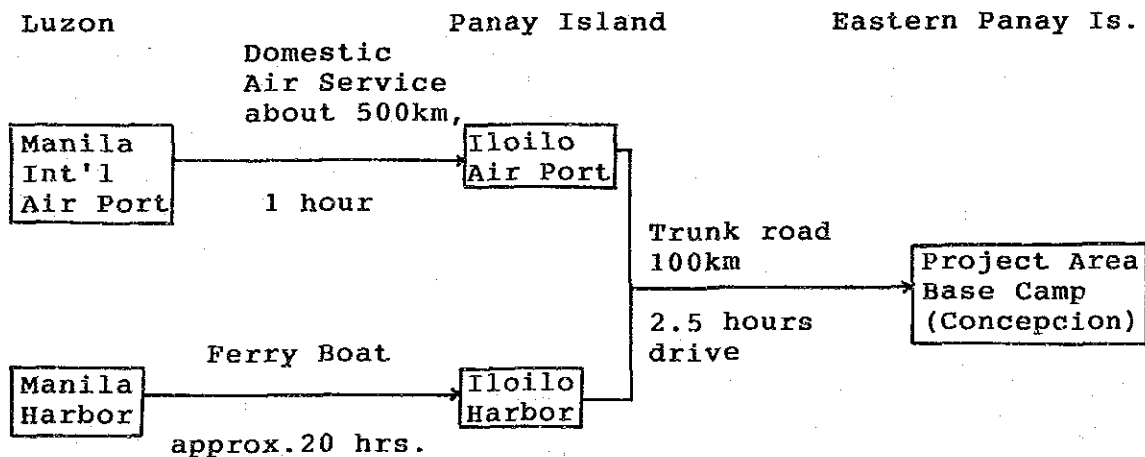 Luzon
Panay Island
Eastern Panay Is.
Domestic
Air Service
about 500km,
Manila
Int'l
Air Port
1 hour
Iloilo
Air Port
Trunk road
100km
2.5 hours
drive
Project Area
Base Camp
(Concepcion)
Manila
Harbor
Ferry Boat
approx.20 hrs.
Iloilo
Harbor